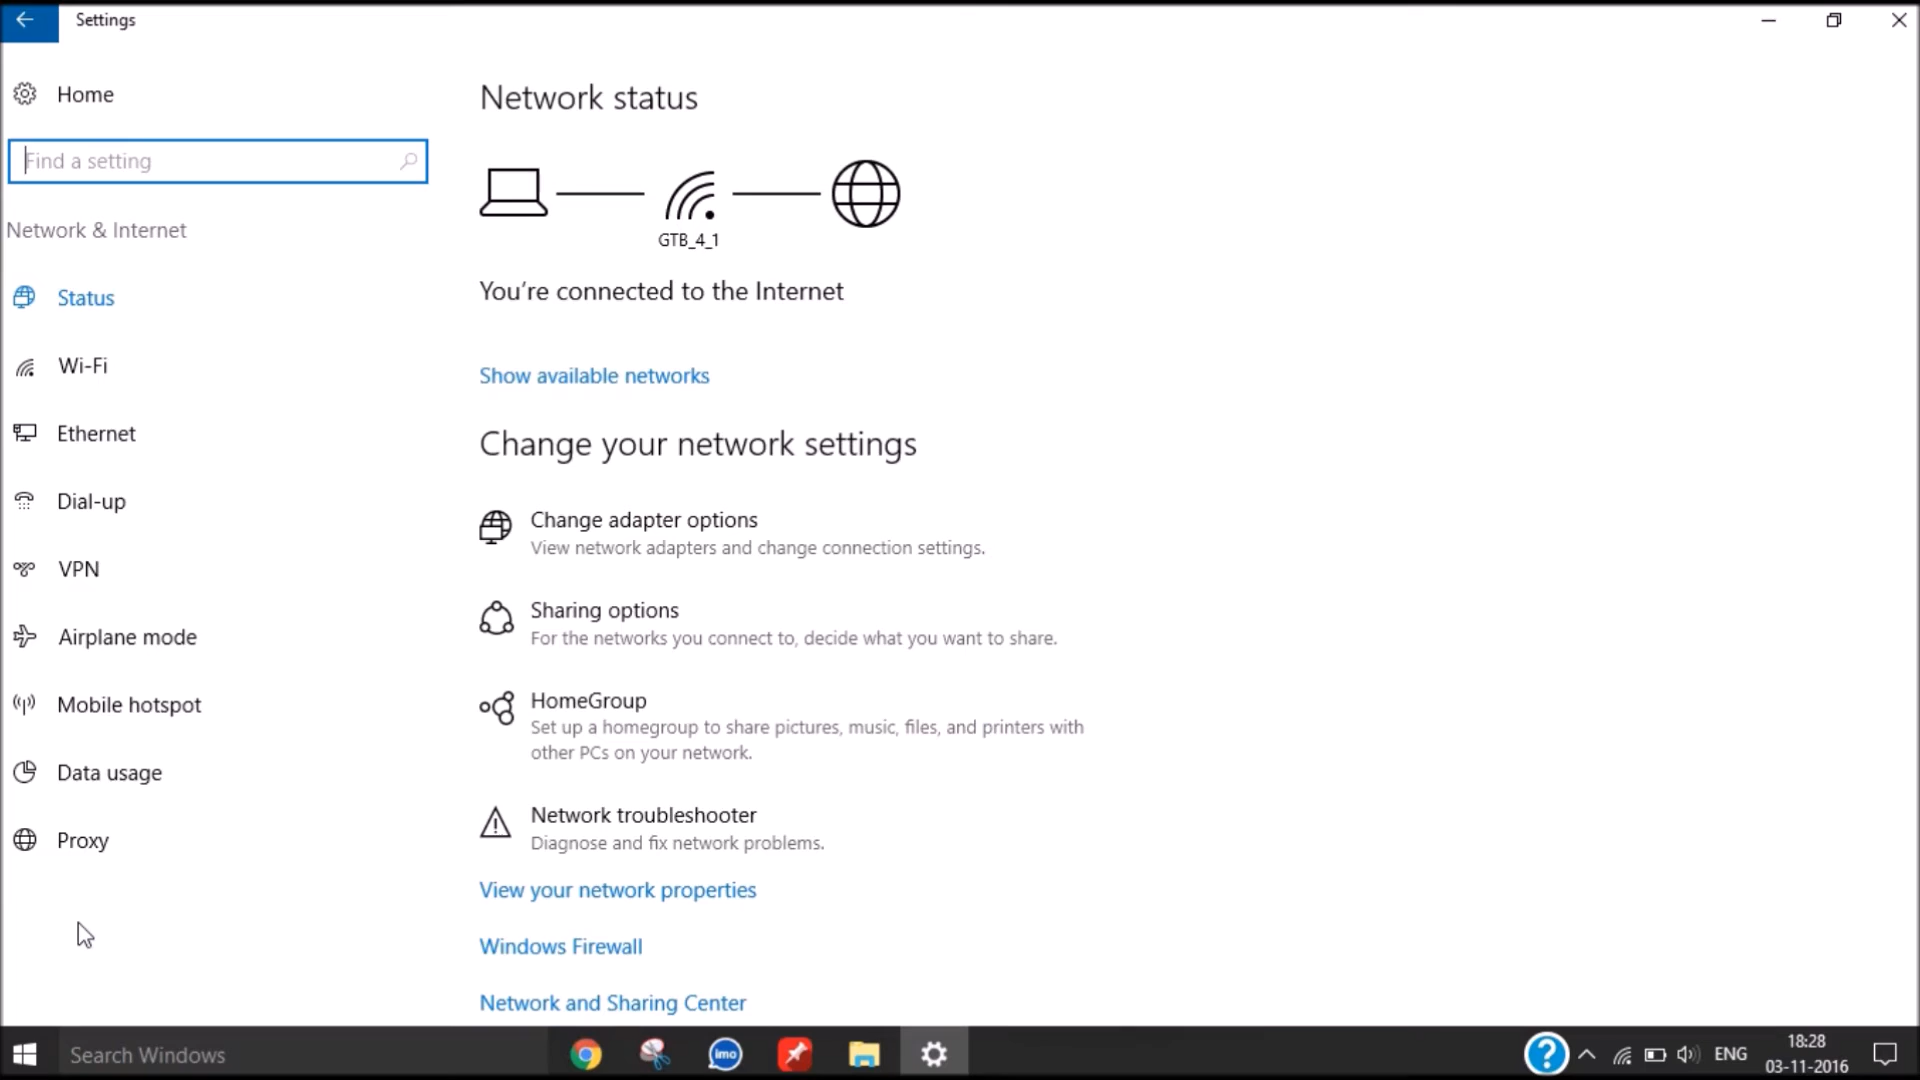 Settings
Home
Find a setting
Network & Internet
Status
Wi-Fi
Ethernet
Dial-up
VPN
Airplane mode
Mobile hotspot
Data usage
Proxy
Network status
GTB_4_1
You're connected to the Internet
Show available networks
Change your network settings
Change adapter options
View network adapters and change connection settings.
Sharing options
For the networks you connect to, decide what you want to share.
HomeGroup
Set up a homegroup to share pictures, music, files, and printers with
other PCs on your network.
Network troubleshooter
Diagnose and fix network problems.
View your network properties
Windows Firewall
Network and Sharing Center
Search Windows
imo
?
ENG
18:28
03-11-2016